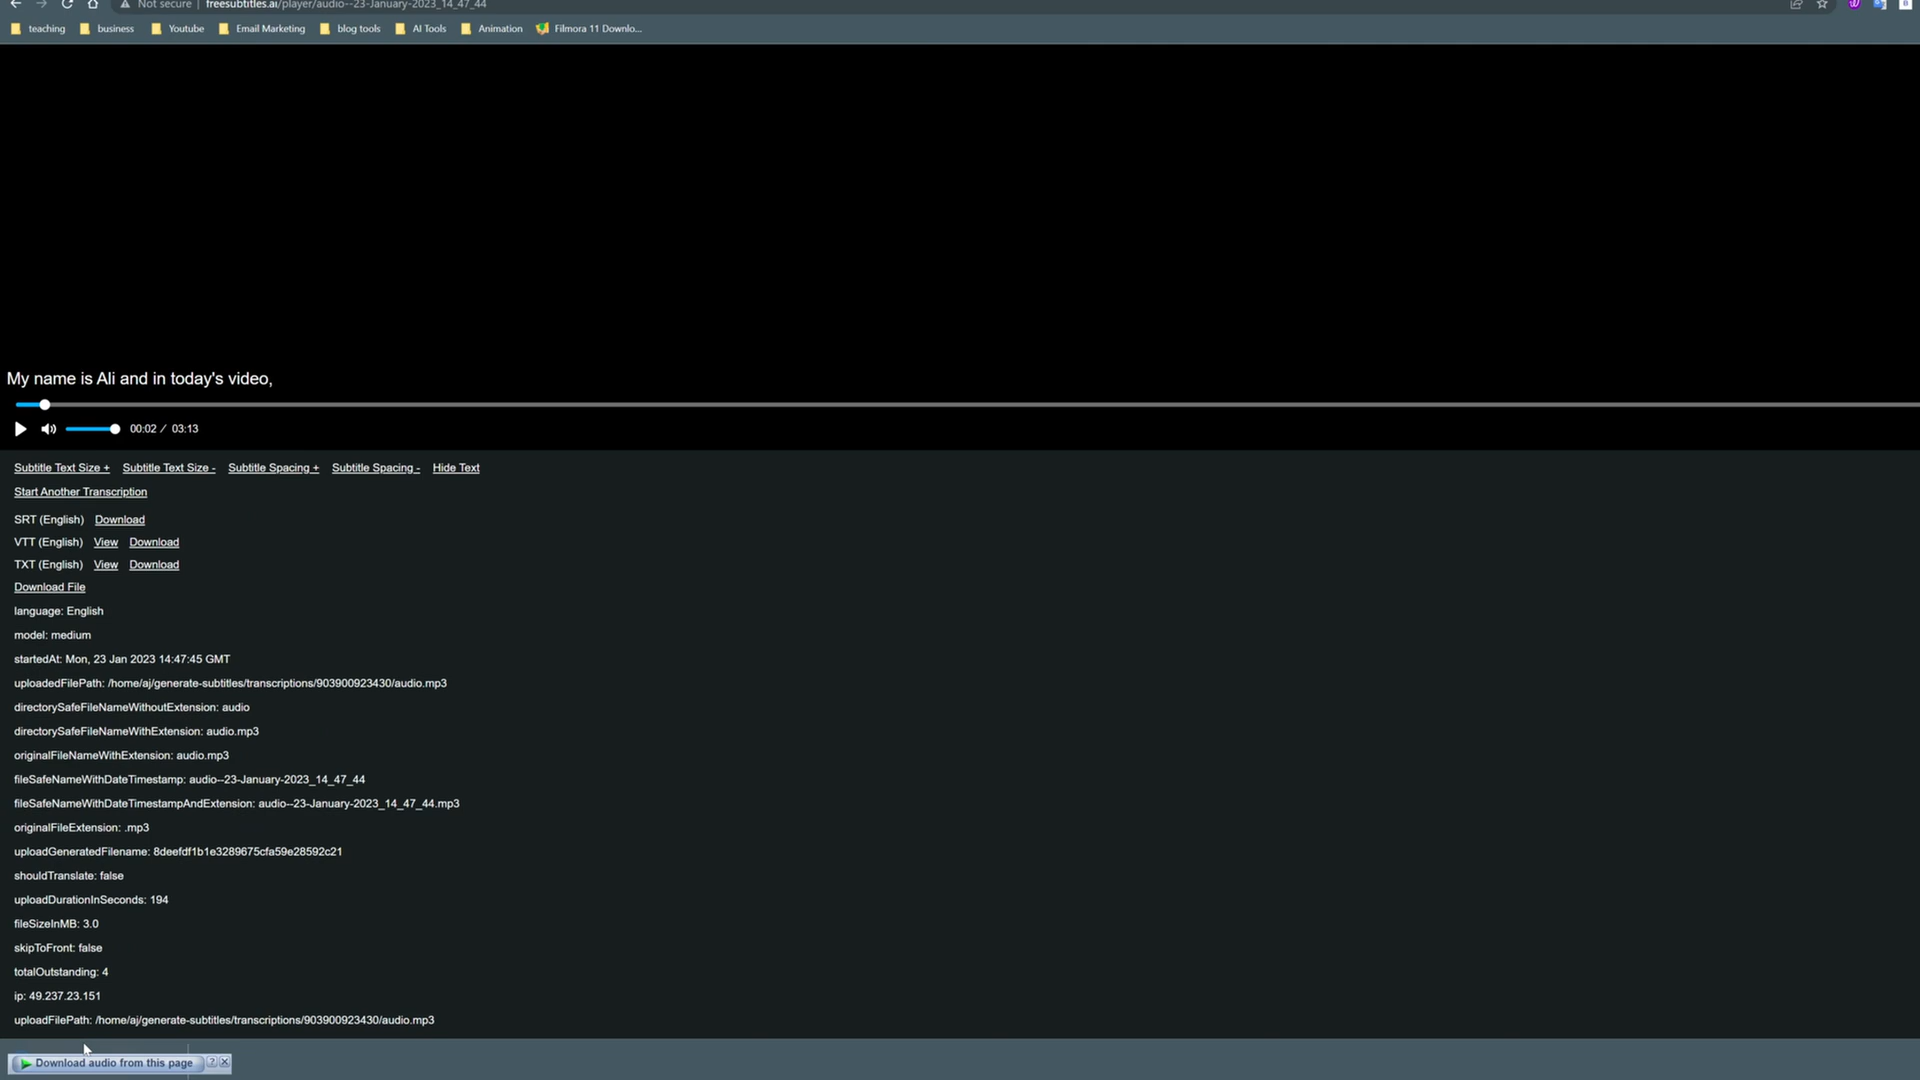 Not secure freesubtitles.ai/player/audio--23-January-2023_14_47_44
teaching business Youtube Email Marketing blog tools AI Tools Animation Filmora 11 Downlo...
My name is Ali and in today's video,
00:02 / 03:13
Subtitle Text Size + Subtitle Text Size - Subtitle Spacing + Subtitle Spacing - Hide Text
Start Another Transcription
SRT (English) Download
VTT (English) View Download
TXT (English) View Download
Download File
language: English
model: medium
startedAt: Mon, 23 Jan 2023 14:47:45 GMT
uploadedFilePath: /home/aj/generate-subtitles/transcriptions/903900923430/audio.mp3
directorySafeFileNameWithoutExtension: audio
directorySafeFileNameWithExtension: audio.mp3
originalFileNameWithExtension: audio.mp3
fileSafeNameWithDateTimestamp: audio--23-January-2023_14_47_44
fileSafeNameWithDateTimestampAndExtension: audio--23-January-2023_14_47_44.mp3
originalFileExtension: .mp3
uploadGeneratedFilename: 8deefdf1b1e3289675cfa59e28592c21
shouldTranslate: false
uploadDurationInSeconds: 194
fileSizeInMB: 3.0
skipToFront: false
totalOutstanding: 4
ip: 49.237.23.151
uploadFilePath: /home/aj/generate-subtitles/transcriptions/903900923430/audio.mp3
Download audio from this page ?